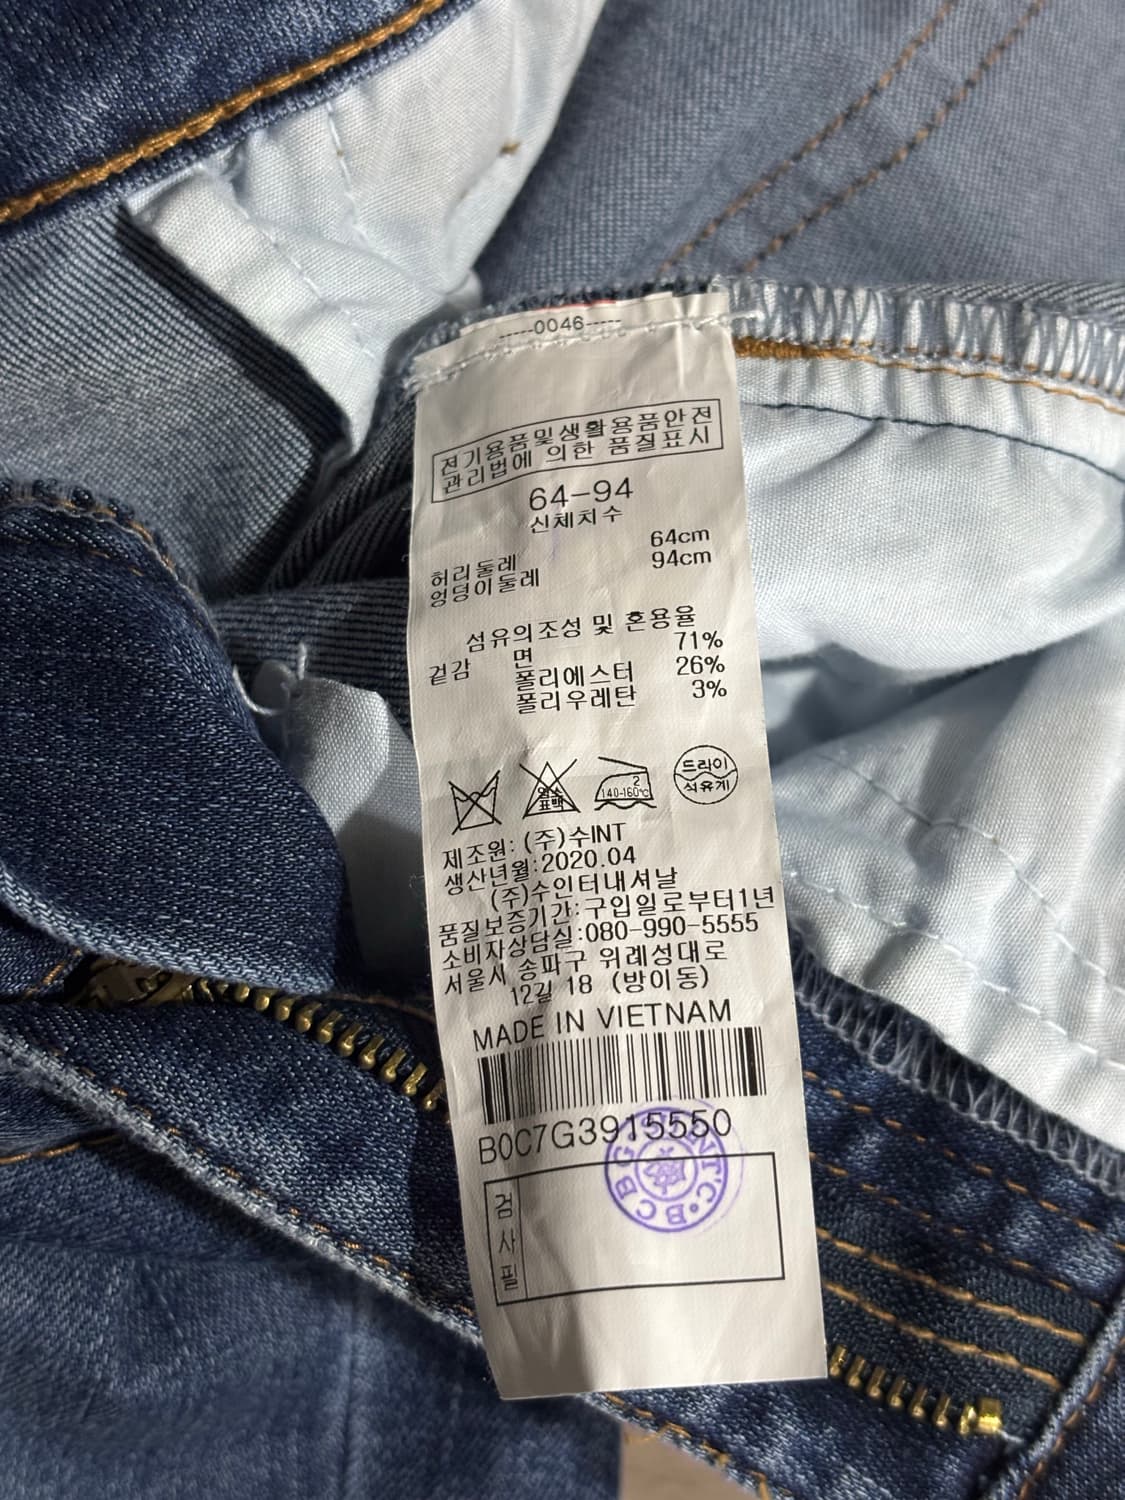 -----0046-----
전기용품및생활용품안전
관리법에 의한 품질표시
64-94
신체치수
허리둘레 64cm
엉덩이둘레 94cm
섬유의조성 및 혼용율
겉감 면 71%
폴리에스터 26%
폴리우레탄 3%
염소
표백
2
140-160℃
드라이
석유계
제조원: (주)수INT
생산년월:2020.04
(주)수인터내셔날
품질보증기간:구입일로부터1년
소비자상담실:080-990-5555
서울시 송파구 위례성대로
12길 18 (방이동)
MADE IN VIETNAM
B0C7G3915550
검사필